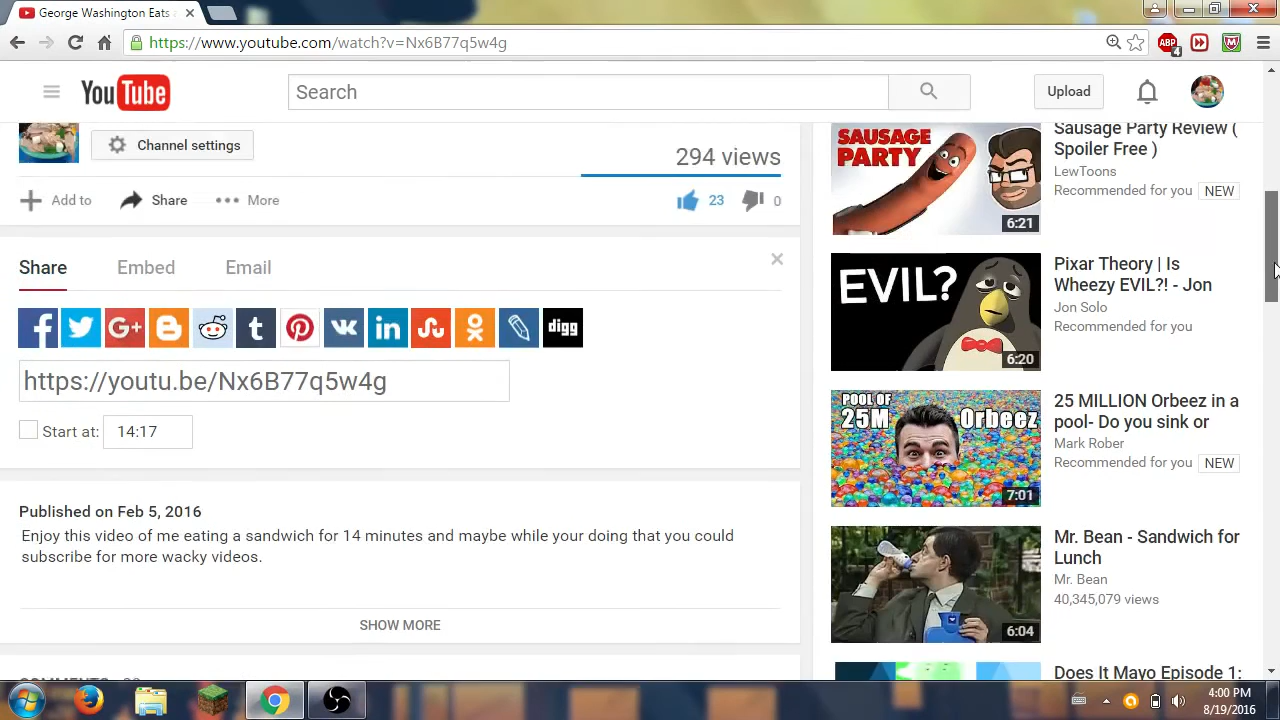 George Washington Eats
https://www.youtube.com/watch?v=Nx6B77q5w4g
ABP
4
YouTube
Search
Upload
Channel settings
294 views
Add to
Share
More
23
0
Share
Embed
Email
digg
https://youtu.be/Nx6B77q5w4g
Start at:
14:17
Published on Feb 5, 2016
Enjoy this video of me eating a sandwich for 14 minutes and maybe while your doing that you could
subscribe for more wacky videos.
SHOW MORE
SAUSAGE
PARTY
6:21
Sausage Party Review (
Spoiler Free )
LewToons
Recommended for you NEW
EVIL?
6:20
Pixar Theory | Is
Wheezy EVIL?! - Jon
Jon Solo
Recommended for you
POOL OF
25M
Orbeez
7:01
25 MILLION Orbeez in a
pool- Do you sink or
Mark Rober
Recommended for you NEW
6:04
Mr. Bean - Sandwich for
Lunch
Mr. Bean
40,345,079 views
Does It Mayo Episode 1:
4:00 PM
8/19/2016